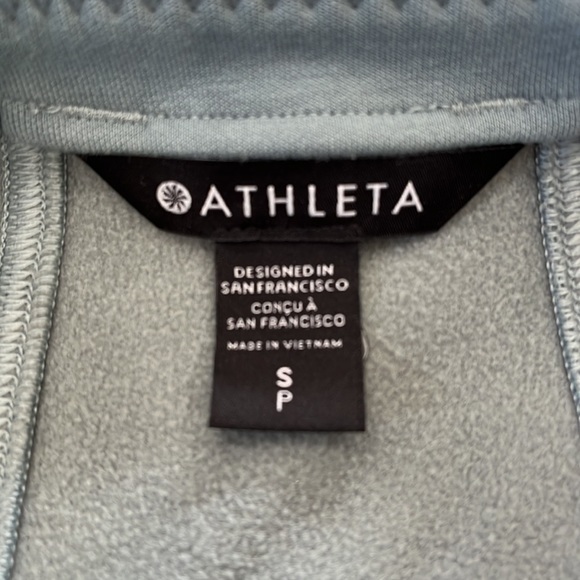 ATHLETA
DESIGNED IN
SAN FRANCISCO
CONÇU À
SAN FRANCISCO
MADE IN VIETNAM
S
P